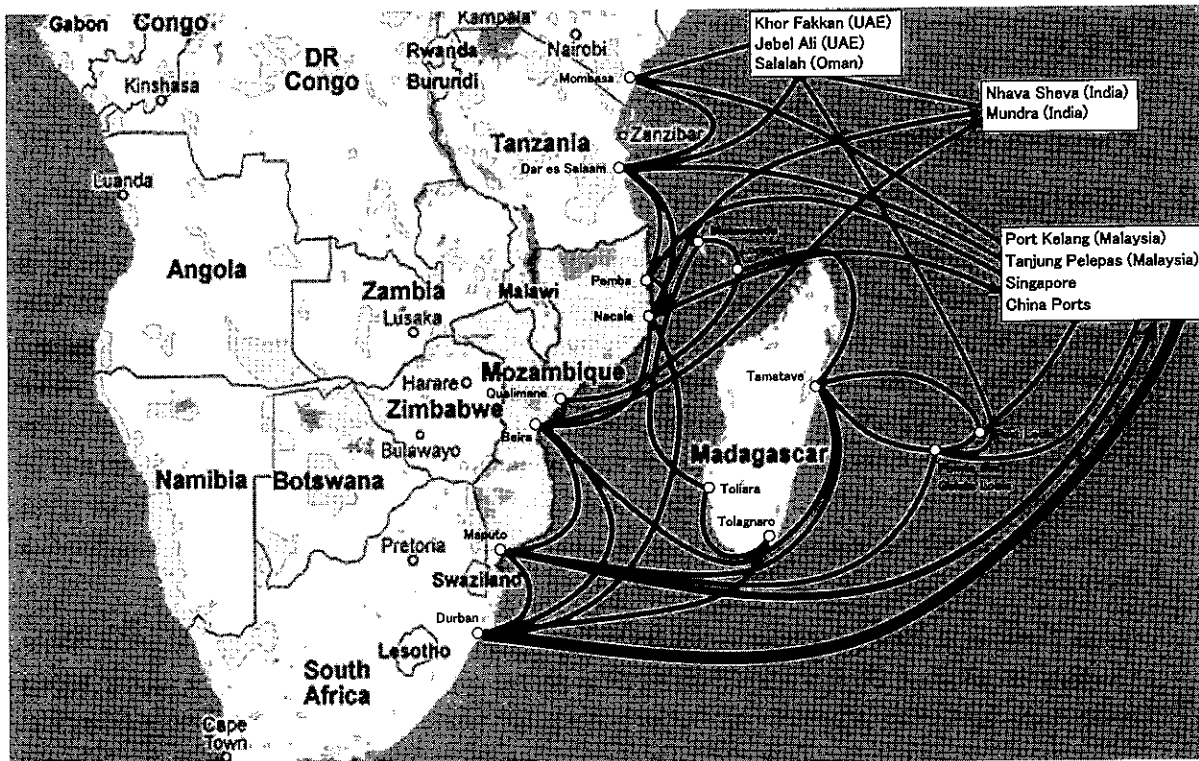 Gabon
Congo
Kinshasa
DR
Congo
Kampala
Rwanda
Burundi
Nairobi
Mombasa
Khor Fakkan (UAE)
Jebel Ali (UAE)
Salalah (Oman)
Nhava Sheva (India)
Mundra (India)
Zanzibar
Tanzania
Dar es Salaam
Luanda
Angola
Zambia
Lusaka
Malawi
Pemba
Nacala
Port Kelang (Malaysia)
Tanjung Pelepas (Malaysia)
Singapore
China Ports
Harare
Mozambique
Qualimane
Zimbabwe
Beira
Bulawayo
Tamatave
Namibia
Botswana
Madagascar
Toliara
Tolagnaro
Pretoria
Maputo
Swaziland
Durban
Lesotho
South
Africa
Cape
Town